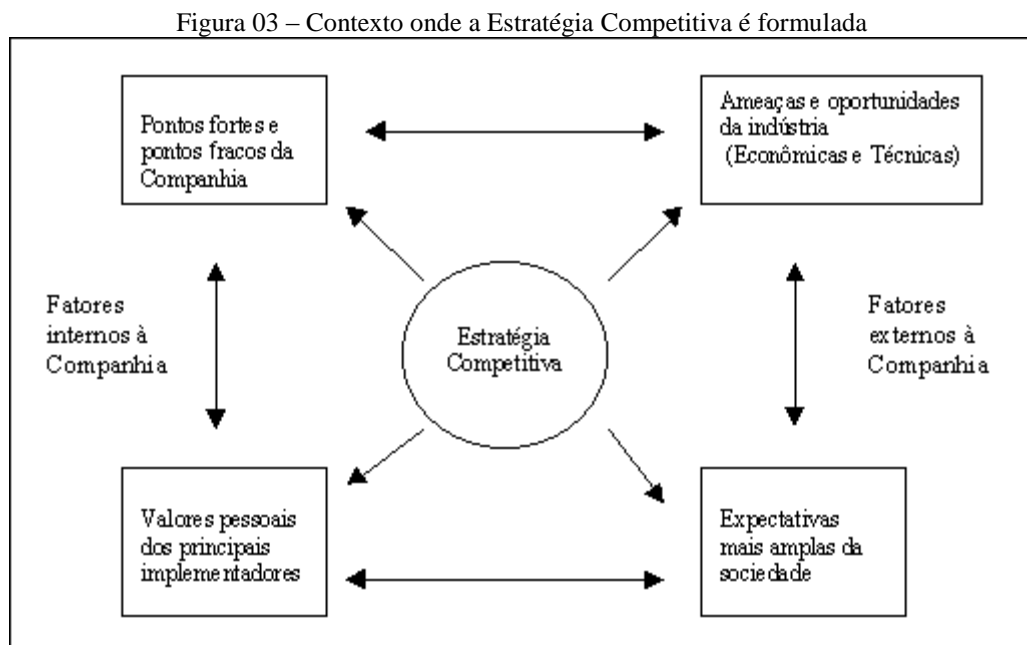 Figura 03 – Contexto onde a Estratégia Competitiva é formulada
Pontos fortes e
pontos fracos da
Companhia
Ameaças e oportunidades
da indústria
(Econômicas e Técnicas)
Fatores
internos à
Companhia
Estratégia
Competitiva
Fatores
externos à
Companhia
Valores pessoais
dos principais
implementadores
Expectativas
mais amplas da
sociedade